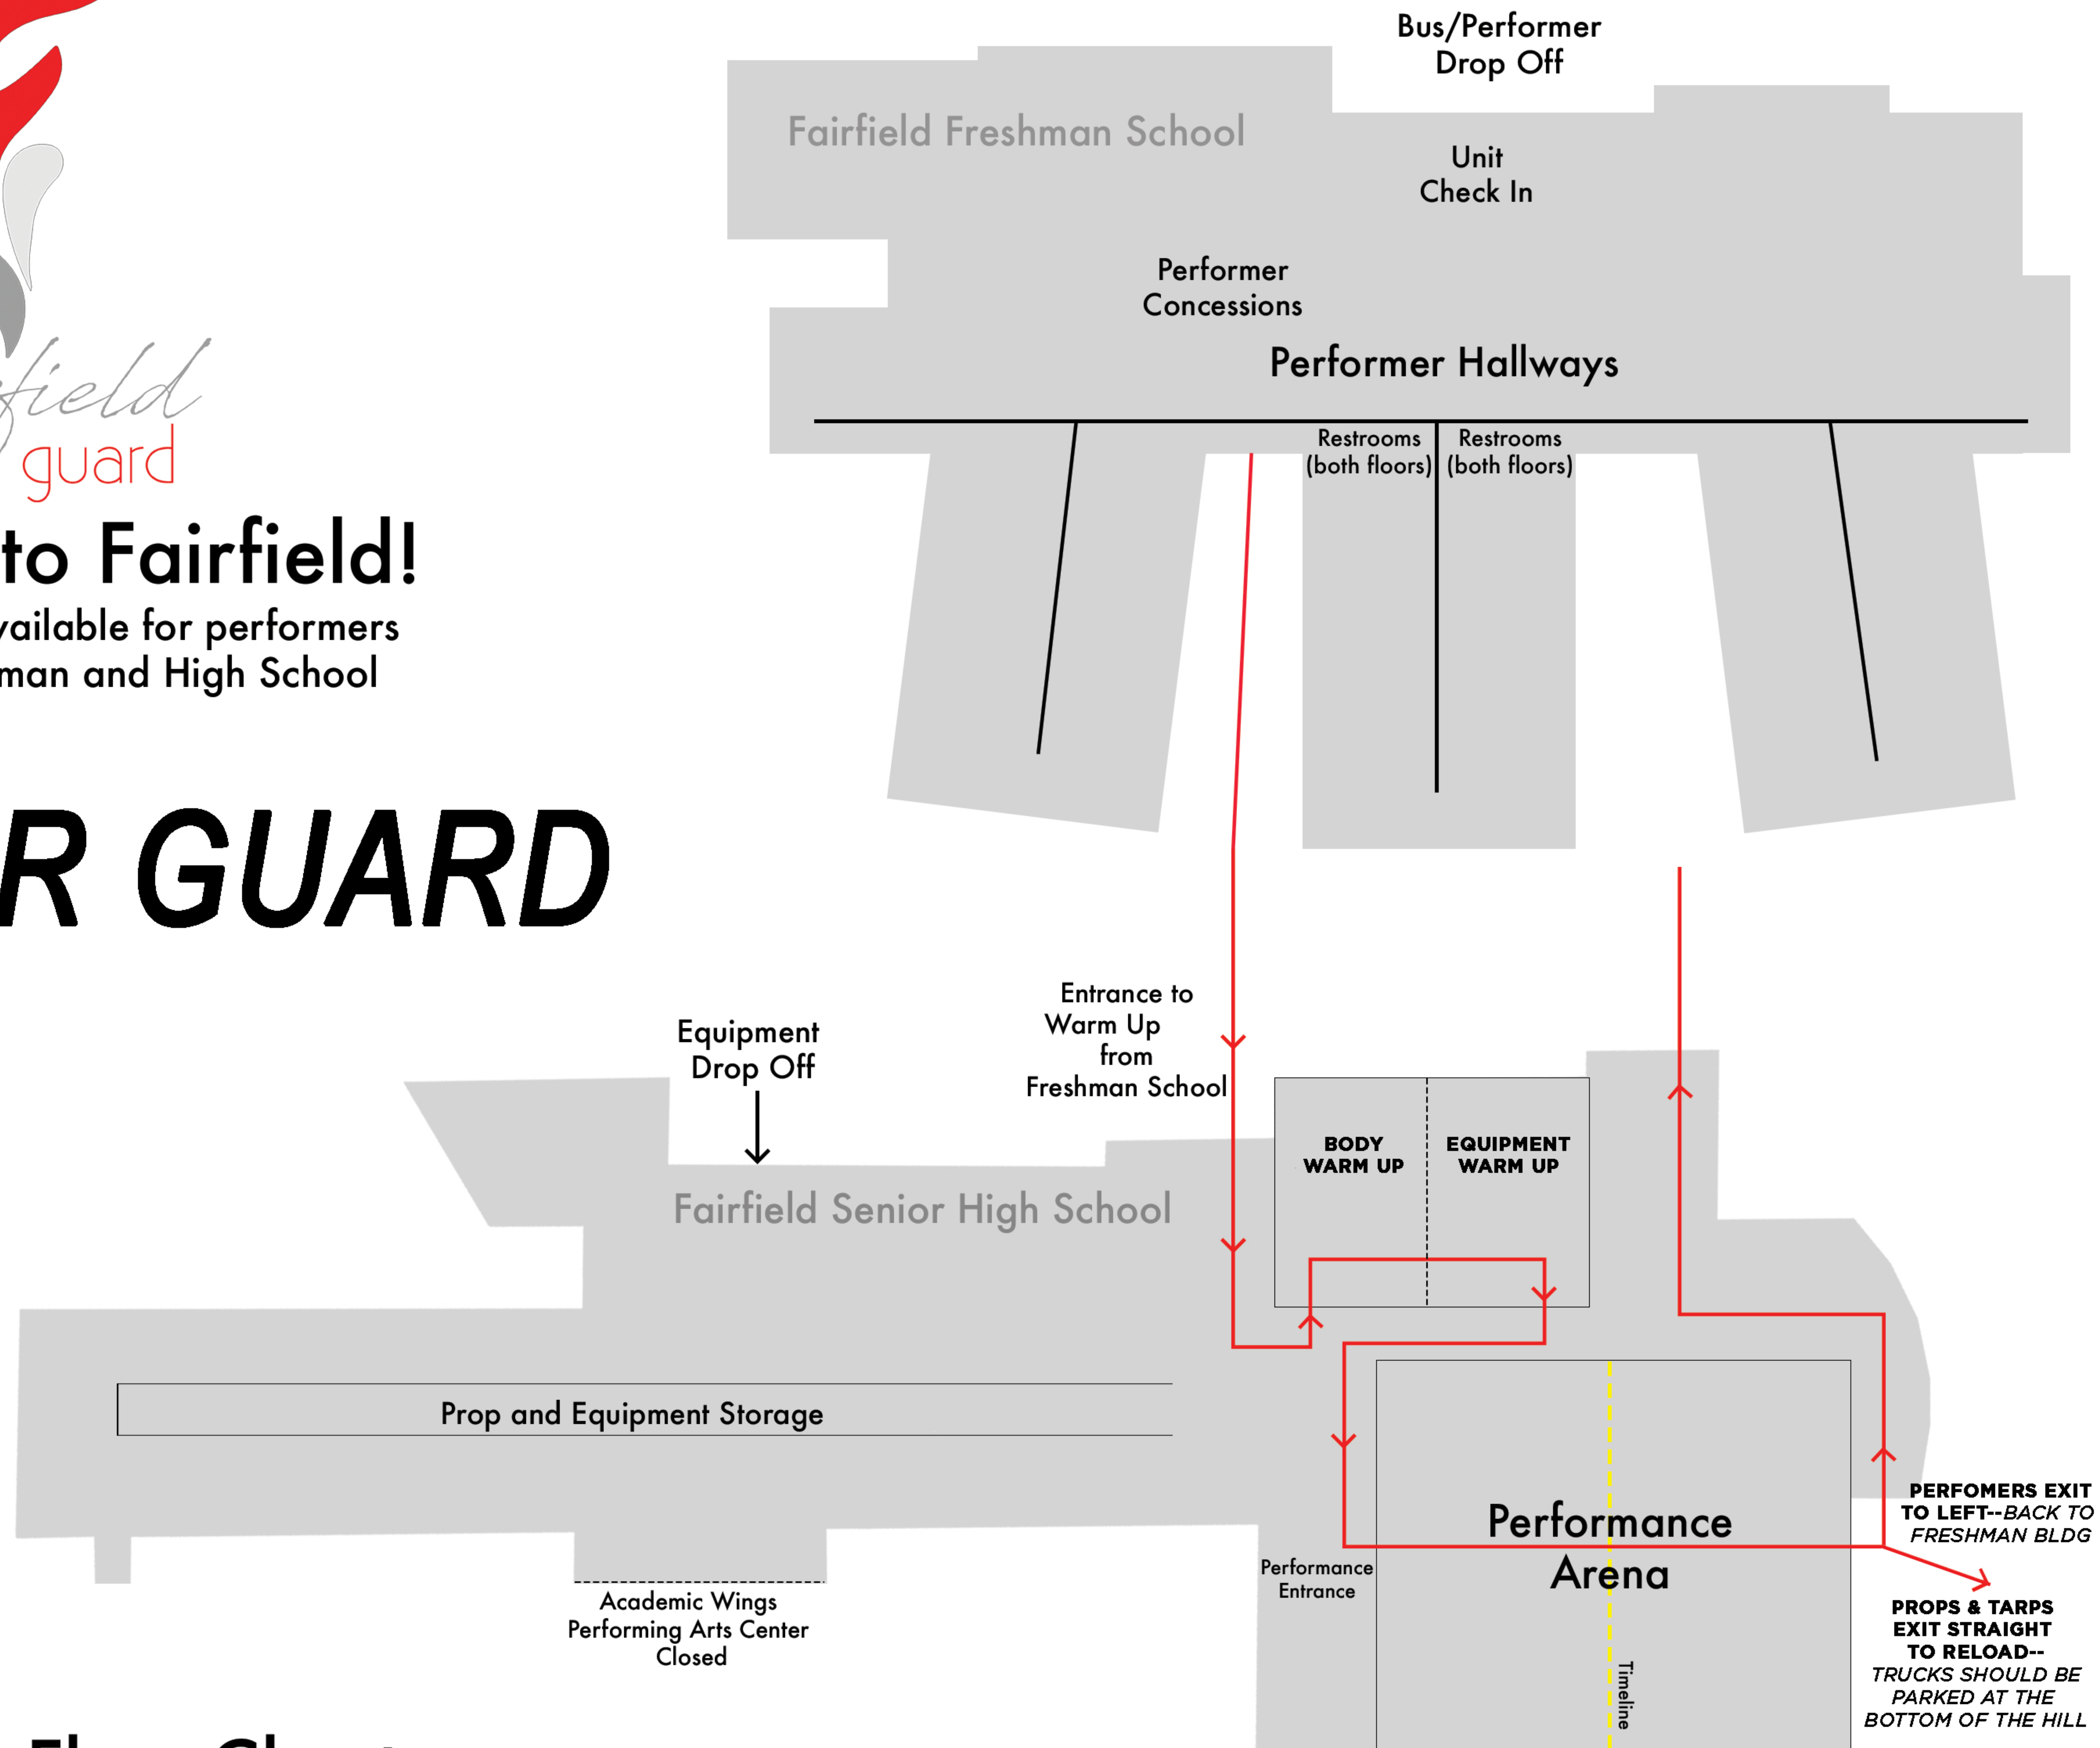 Bus/Performer
Drop Off
Fairfield Freshman School
Unit
Check In
Performer
Concessions
Performer Hallways
Restrooms
(both floors)
Restrooms
(both floors)
field
guard
to Fairfield!
for performers
and High School
GUARD
Entrance to
Warm Up
from
Freshman School
Equipment
Drop Off
BODY
WARM UP
EQUIPMENT
WARM UP
Fairfield Senior High School
Prop and Equipment Storage
Performance
Arena
Performance
Entrance
Timeline
PERFOMERS EXIT
TO LEFT--BACK TO
FRESHMAN BLDG
PROPS & TARPS
EXIT STRAIGHT
TO RELOAD--
TRUCKS SHOULD BE
PARKED AT THE
BOTTOM OF THE HILL
Academic Wings
Performing Arts Center
Closed